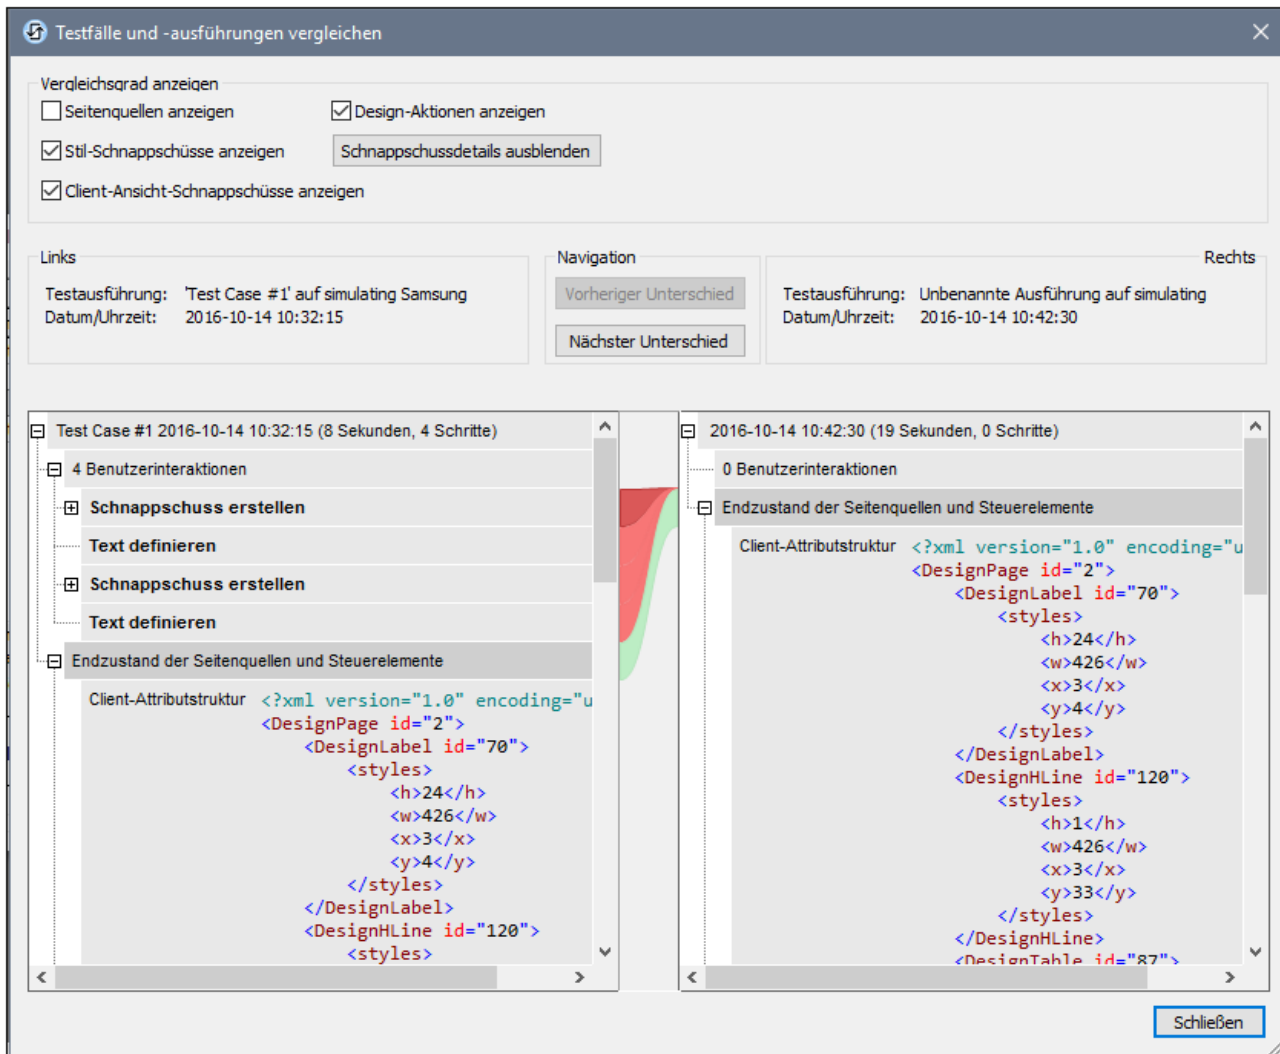 Testfälle und -ausführungen vergleichen
Vergleichsgrad anzeigen
Seitenquellen anzeigen
Design-Aktionen anzeigen
Stil-Schnappschüsse anzeigen
Schnappschussdetails ausblenden
Client-Ansicht-Schnappschüsse anzeigen
Links
Testausführung: 'Test Case #1' auf simulating Samsung
Datum/Uhrzeit: 2016-10-14 10:32:15
Navigation
Vorheriger Unterschied
Nächster Unterschied
Rechts
Testausführung: Unbenannte Ausführung auf simulating
Datum/Uhrzeit: 2016-10-14 10:42:30
Test Case #1 2016-10-14 10:32:15 (8 Sekunden, 4 Schritte)
4 Benutzerinteraktionen
Schnappschuss erstellen
Text definieren
Schnappschuss erstellen
Text definieren
Endzustand der Seitenquellen und Steuerelemente
Client-Attributstruktur <?xml version="1.0" encoding="u
<DesignPage id="2">
<DesignLabel id="70">
<styles>
<h>24</h>
<w>426</w>
<x>3</x>
<y>4</y>
</styles>
</DesignLabel>
<DesignHLine id="120">
<styles>
2016-10-14 10:42:30 (19 Sekunden, 0 Schritte)
0 Benutzerinteraktionen
Endzustand der Seitenquellen und Steuerelemente
Client-Attributstruktur <?xml version="1.0" encoding="u
<DesignPage id="2">
<DesignLabel id="70">
<styles>
<h>24</h>
<w>426</w>
<x>3</x>
<y>4</y>
</styles>
</DesignLabel>
<DesignHLine id="120">
<styles>
<h>1</h>
<w>426</w>
<x>3</x>
<y>33</y>
</styles>
</DesignHLine>
<DesignTable id="87">
Schließen